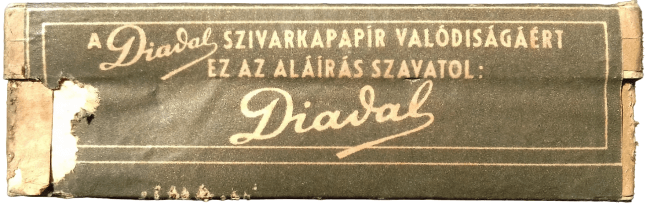 A Diadal SZIVARKAPAPÍR VALÓDISÁGÁÉRT
EZ AZ ALÁÍRÁS SZAVATOL:
Diadal